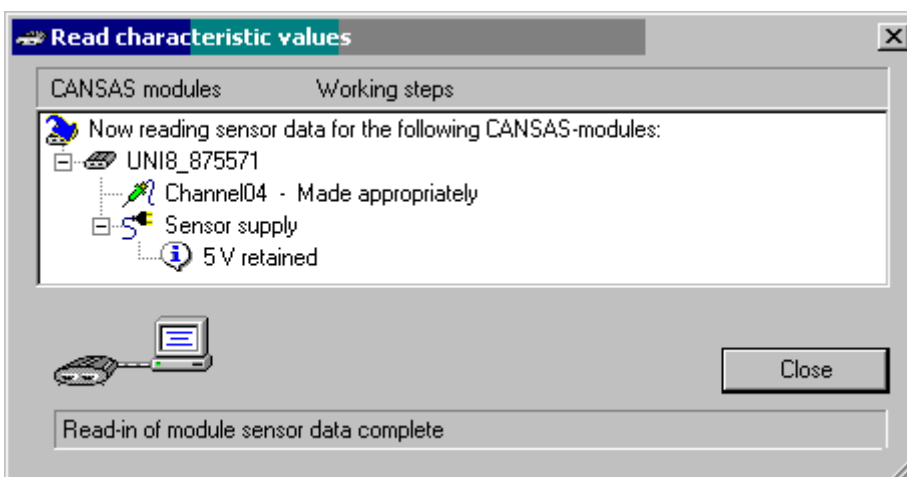 Read characteristic values
CANSAS modules Working steps
Now reading sensor data for the following CANSAS-modules:
UNI8_875571
Channel04 - Made appropriately
Sensor supply
5 V retained
Close
Read-in of module sensor data complete